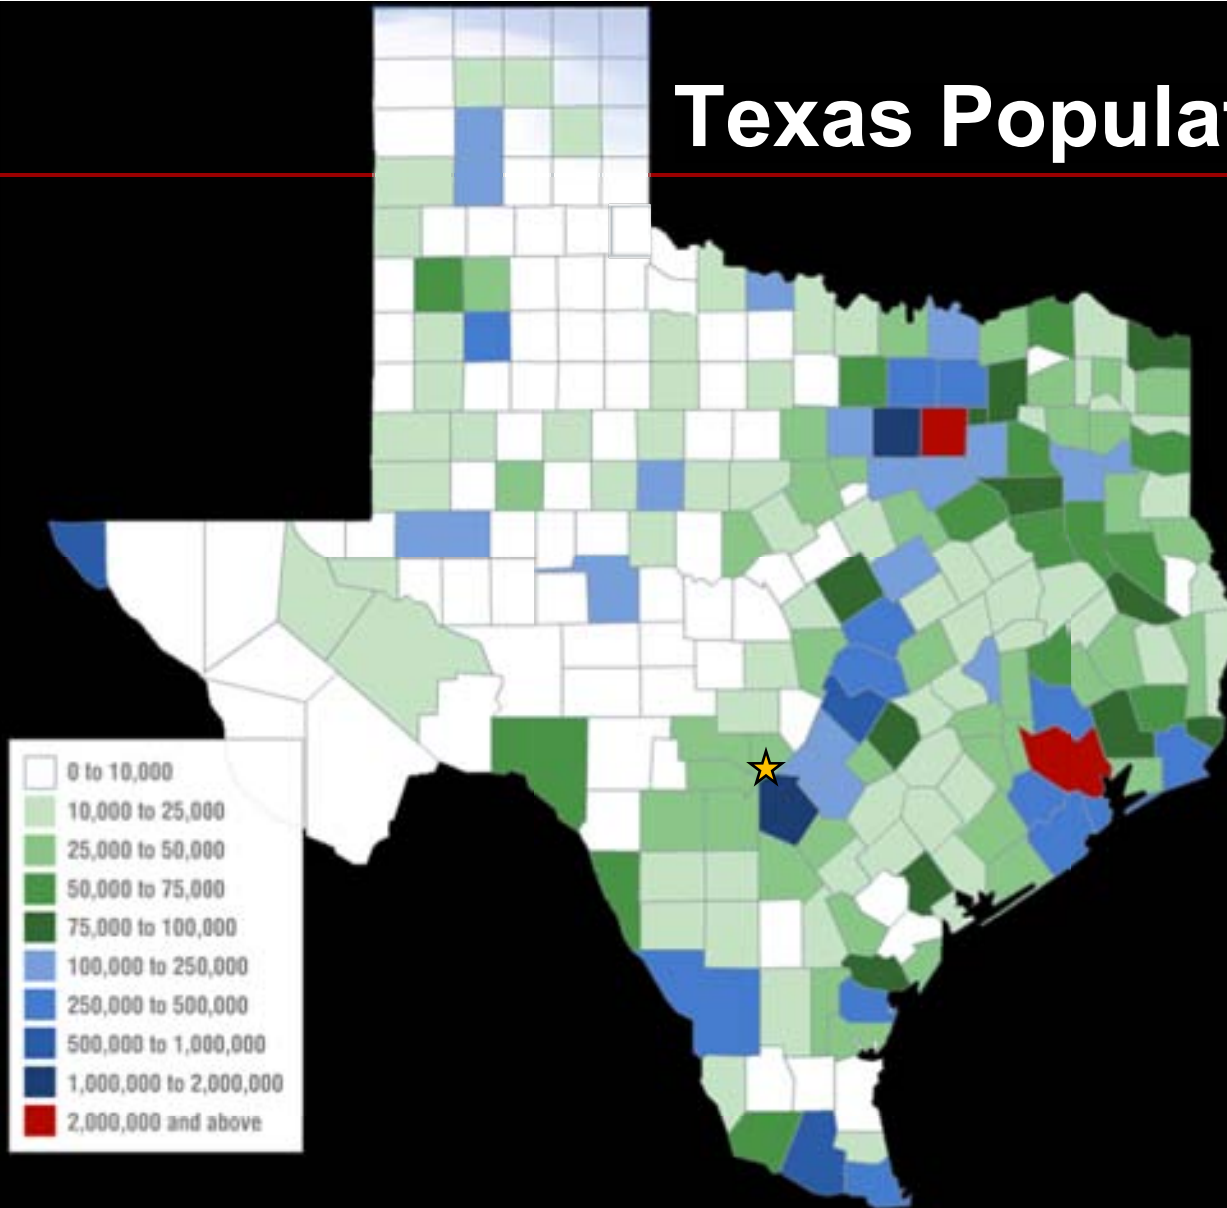 Texas Populat
0 to 10,000
10,000 to 25,000
25,000 to 50,000
50,000 to 75,000
75,000 to 100,000
100,000 to 250,000
250,000 to 500,000
500,000 to 1,000,000
1,000,000 to 2,000,000
2,000,000 and above